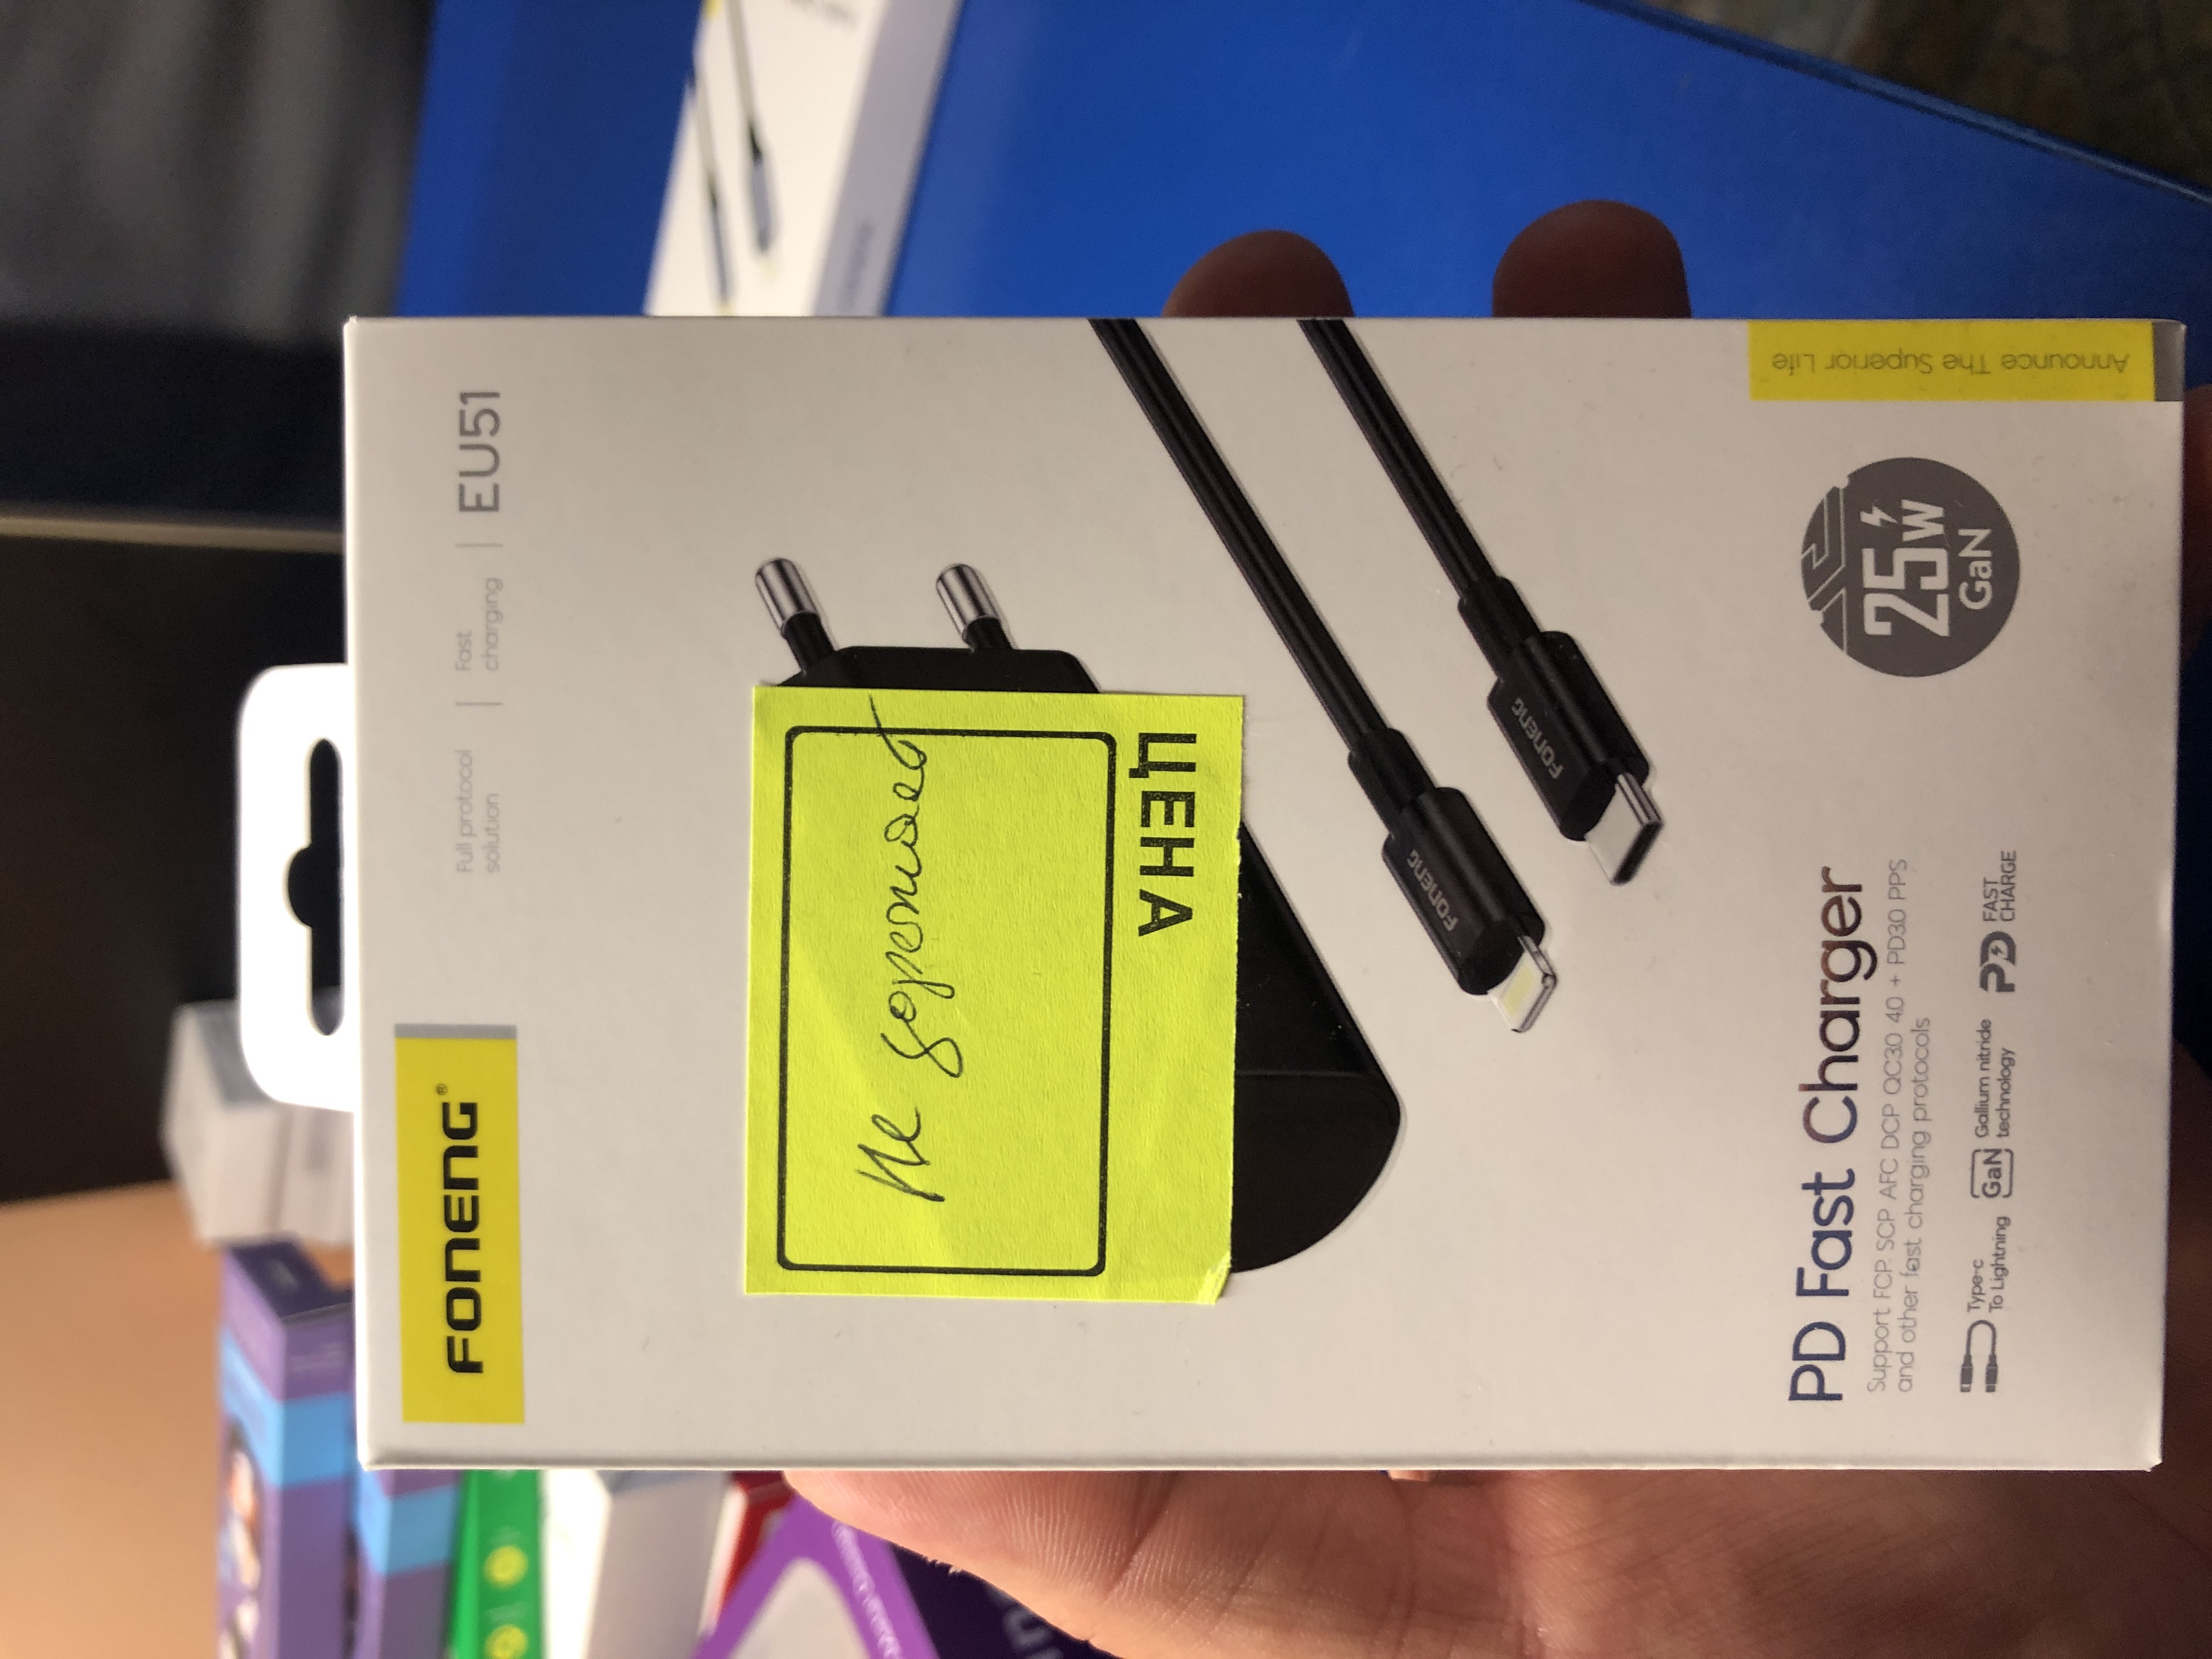 FONENG®
Full protocol
solution
Fast
charging
EU51
Не
ЦЕНА
FONENG
FONENG
PD Fast Charger
Support FCP SCP AFC DCP QC3.0 4.0 + PD3.0 PPS
and other fast charging protocols
Type-c
To Lightning
GaN
Gallium nitride
technology
PD
FAST
CHARGE
25W
GaN
Announce The Superior Life